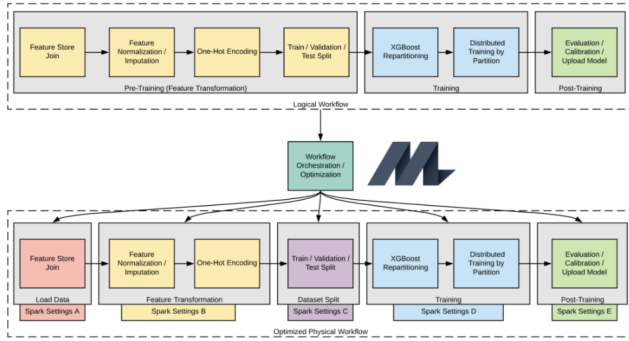 Feature Store
Join
Feature
Normalization /
Imputation
One-Hot Encoding
Train / Validation /
Test Split
XGBoost
Repartitioning
Distributed
Training by
Partition
Evaluation /
Calibration /
Upload Model
Pre-Training (Feature Transformation)
Training
Post-Training
Logical Workflow
Workflow
Orchestration /
Optimization
Feature Store
Join
Feature
Normalization /
Imputation
One-Hot Encoding
Train / Validation /
Test Split
XGBoost
Repartitioning
Distributed
Training by
Partition
Evaluation /
Calibration /
Upload Model
Load Data
Feature Transformation
Dataset Split
Training
Post-Training
Spark Settings A
Spark Settings B
Spark Settings C
Spark Settings D
Spark Settings E
Optimized Physical Workflow